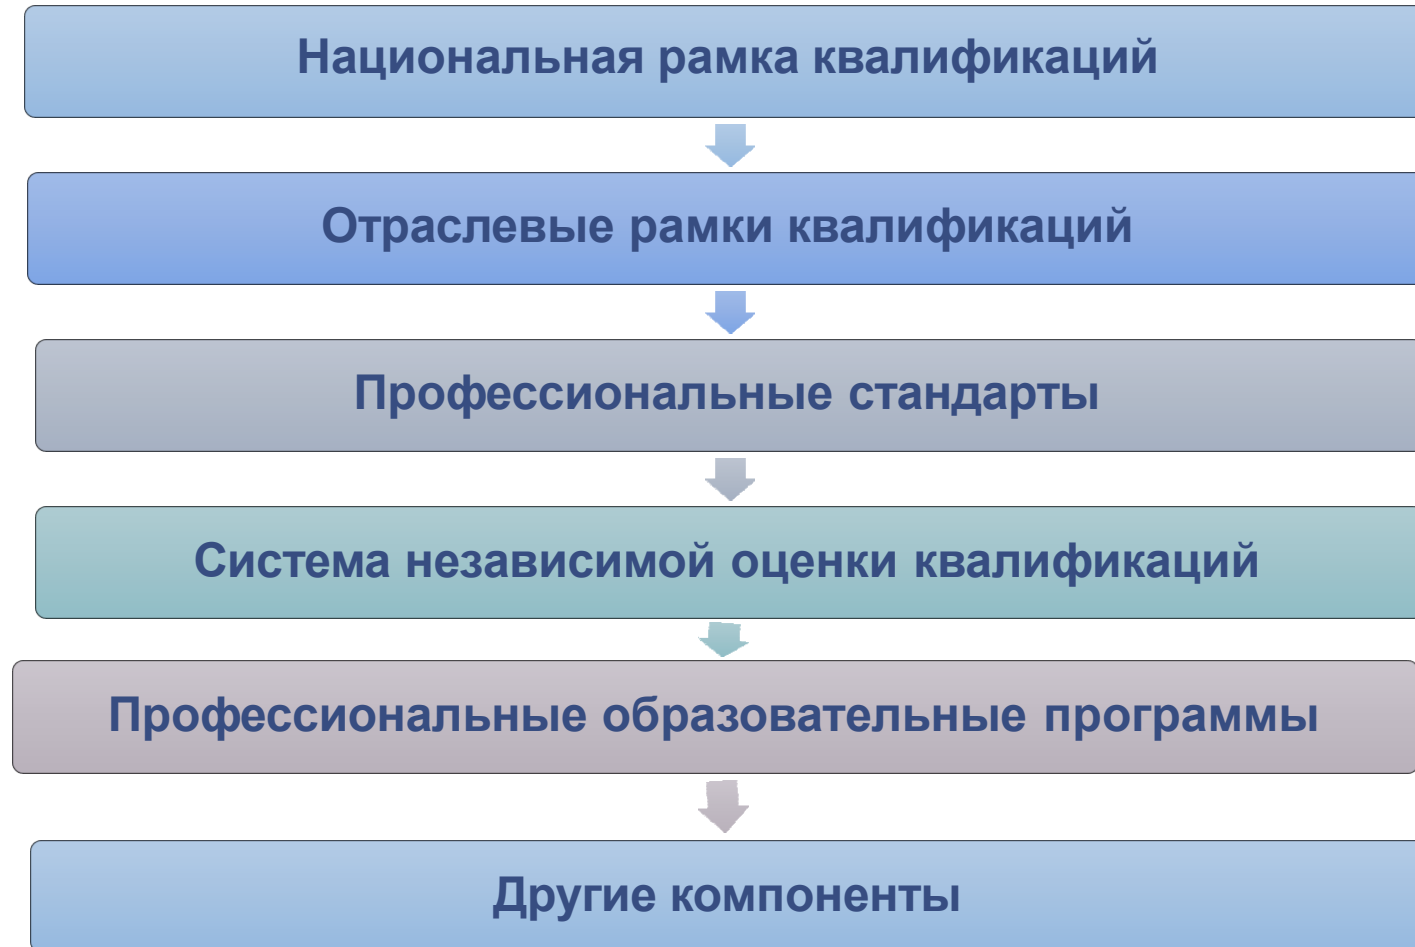 Национальная рамка квалификаций
Отраслевые рамки квалификаций
Профессиональные стандарты
Система независимой оценки квалификаций
Профессиональные образовательные программы
Другие компоненты